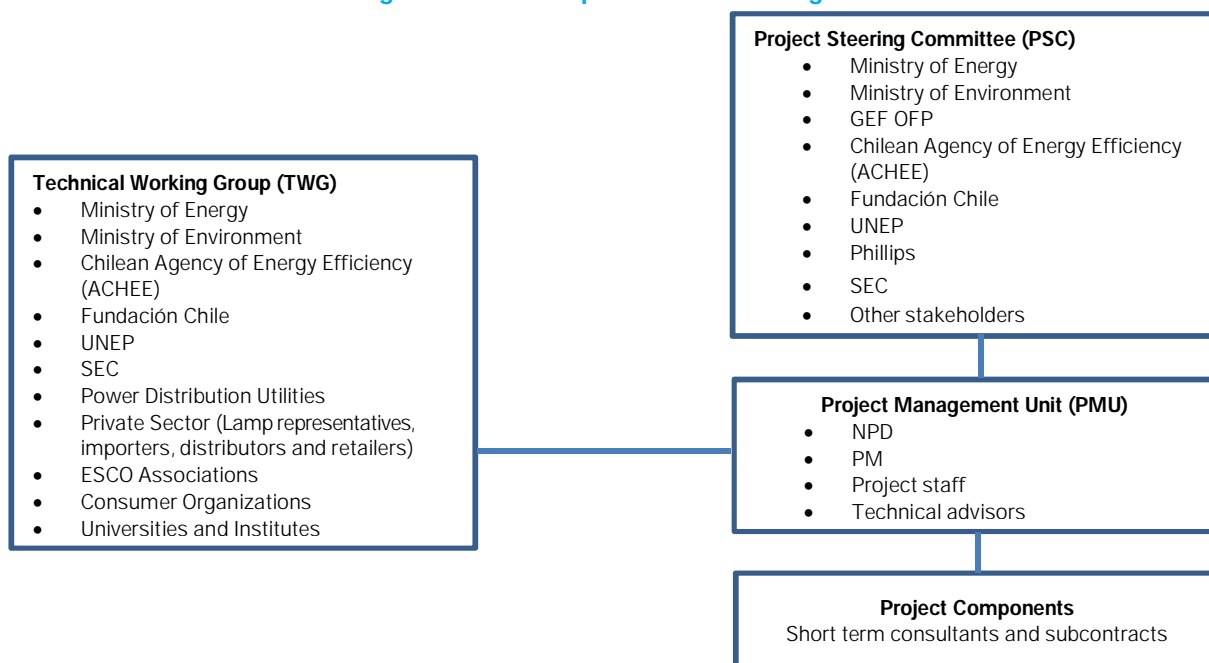 Project Steering Committee (PSC)
• Ministry of Energy
• Ministry of Environment
• GEF OFP
• Chilean Agency of Energy Efficiency
(ACHEE)
• Fundación Chile
• UNEP
• Phillips
• SEC
• Other stakeholders
Technical Working Group (TWG)
• Ministry of Energy
• Ministry of Environment
• Chilean Agency of Energy Efficiency
(ACHEE)
• Fundación Chile
• UNEP
• SEC
• Power Distribution Utilities
• Private Sector (Lamp representatives,
importers, distributors and retailers)
• ESCO Associations
• Consumer Organizations
• Universities and Institutes
Project Management Unit (PMU)
• NPD
• PM
• Project staff
• Technical advisors
Project Components
Short term consultants and subcontracts